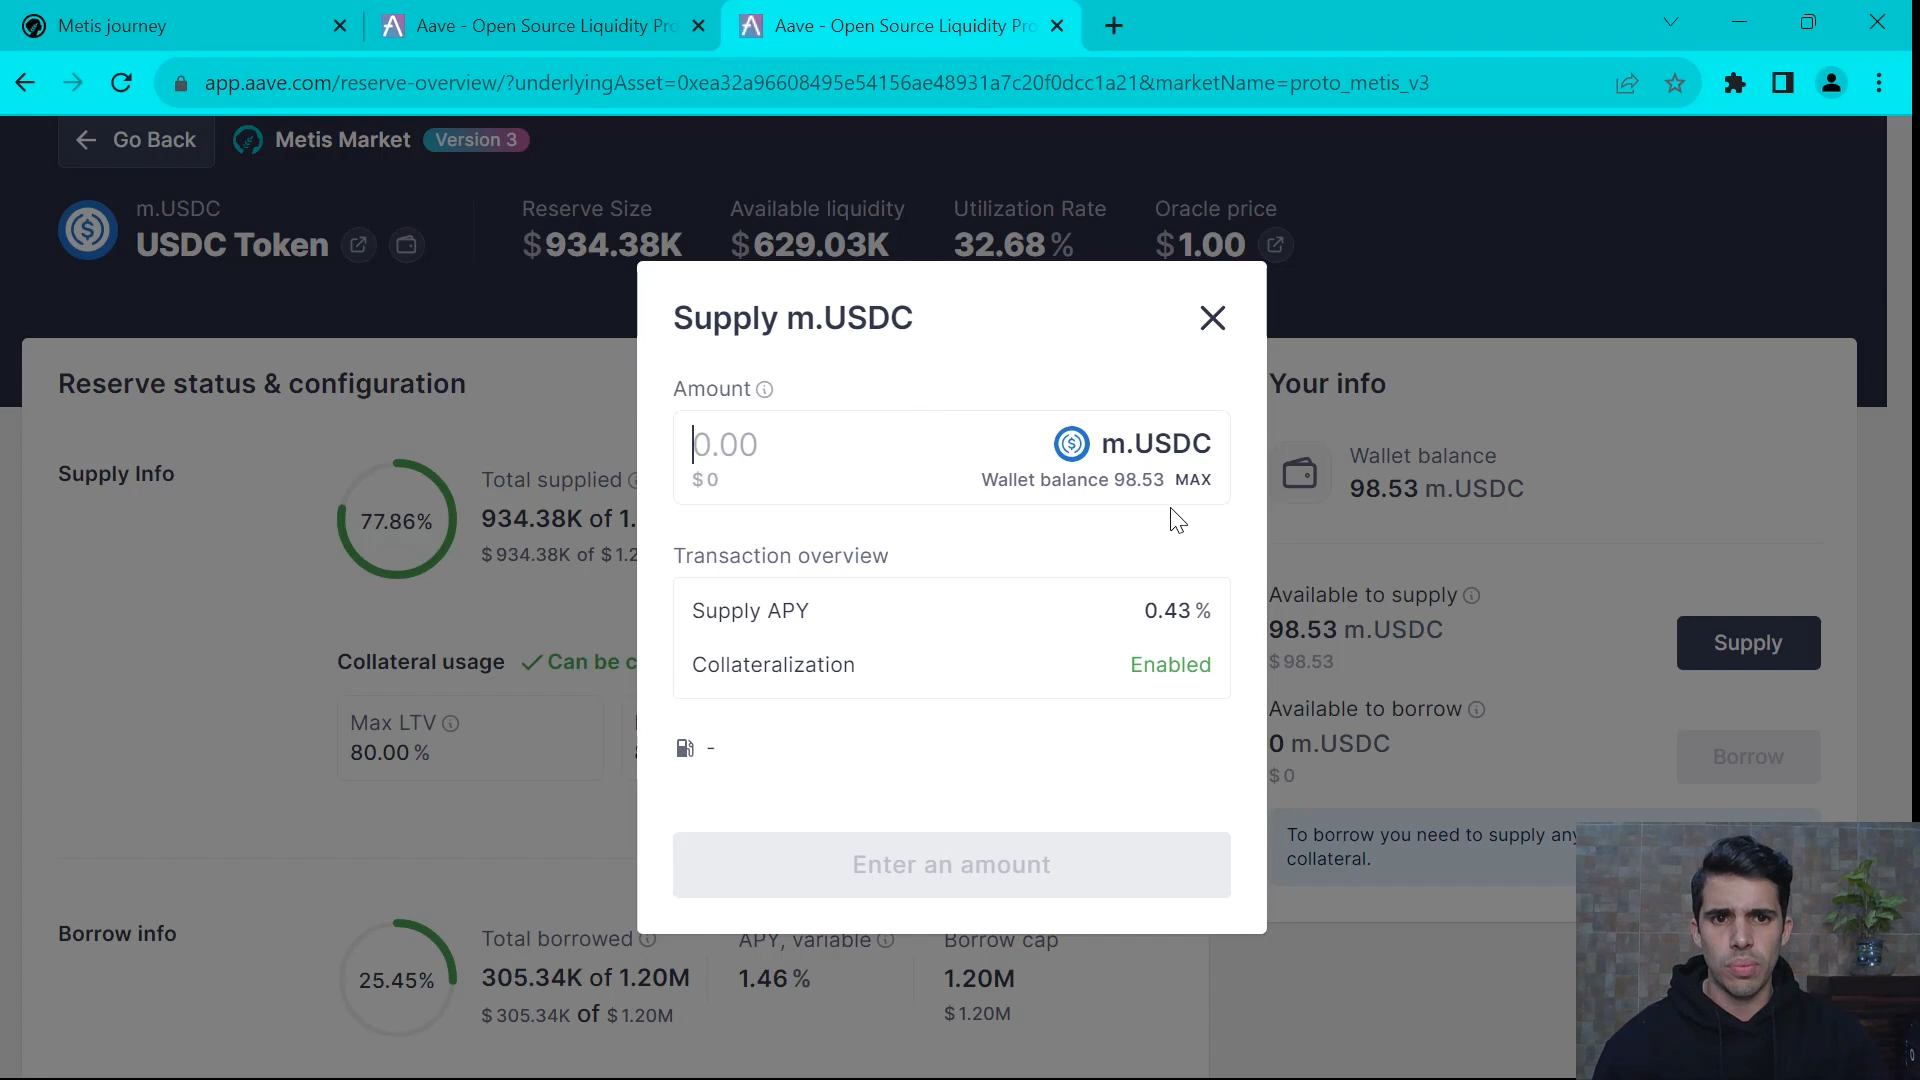 Metis journey
Aave - Open Source Liquidity Pro
Aave - Open Source Liquidity Pro
app.aave.com/reserve-overview/?underlyingAsset=0xea32a96608495e54156ae48931a7c20f0dcc1a21&marketName=proto_metis_v3
Go Back
Metis Market
Version 3
m.USDC
USDC Token
Reserve Size
$934.38K
Available liquidity
$629.03K
Utilization Rate
32.68%
Oracle price
$1.00
Reserve status & configuration
Supply Info
77.86%
Total supplied
934.38K of 1.
$934.38K of $1.2
Collateral usage
Can be c
Max LTV
80.00%
Borrow info
25.45%
Total borrowed
305.34K of 1.20M
$305.34K of $1.20M
APY, variable
1.46%
Borrow cap
1.20M
$1.20M
Supply m.USDC
Amount
0.00
m.USDC
$0
Wallet balance 98.53 MAX
Transaction overview
Supply APY
0.43%
Collateralization
Enabled
-
Enter an amount
Your info
Wallet balance
98.53 m.USDC
Available to supply
98.53 m.USDC
$98.53
Supply
Available to borrow
0 m.USDC
$0
Borrow
To borrow you need to supply any
collateral.